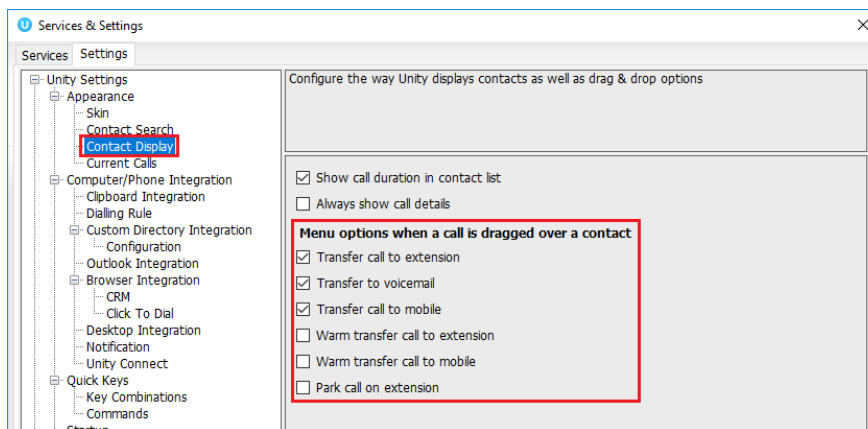 Services & Settings
Services
Settings
Unity Settings
Appearance
Skin
Contact Search
Contact Display
Current Calls
Computer/Phone Integration
Clipboard Integration
Dialling Rule
Custom Directory Integration
Configuration
Outlook Integration
Browser Integration
CRM
Click To Dial
Desktop Integration
Notification
Unity Connect
Quick Keys
Key Combinations
Commands
Startup
Configure the way Unity displays contacts as well as drag & drop options
Show call duration in contact list
Always show call details
Menu options when a call is dragged over a contact
Transfer call to extension
Transfer to voicemail
Transfer call to mobile
Warm transfer call to extension
Warm transfer call to mobile
Park call on extension